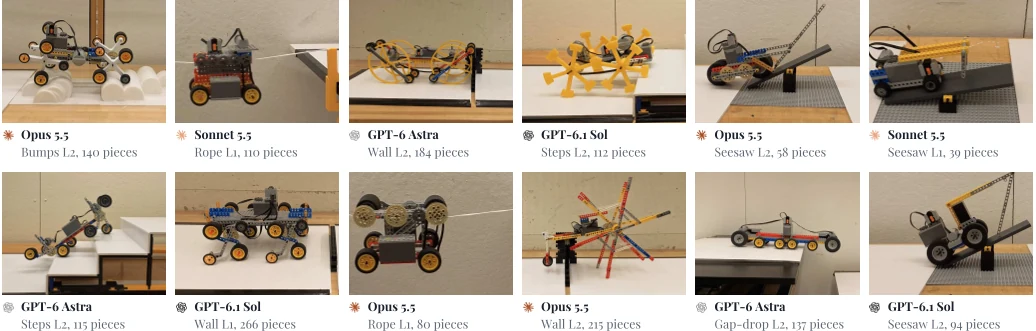 Opus 5.5
Bumps L2, 140 pieces
Sonnet 5.5
Rope L1, 110 pieces
GPT-6 Astra
Wall L2, 184 pieces
GPT-6.1 Sol
Steps L2, 112 pieces
Opus 5.5
Seesaw L2, 58 pieces
Sonnet 5.5
Seesaw L1, 39 pieces
GPT-6 Astra
Steps L2, 115 pieces
GPT-6.1 Sol
Wall L1, 266 pieces
Opus 5.5
Rope L1, 80 pieces
Opus 5.5
Wall L2, 215 pieces
GPT-6 Astra
Gap-drop L2, 137 pieces
GPT-6.1 Sol
Seesaw L2, 94 pieces